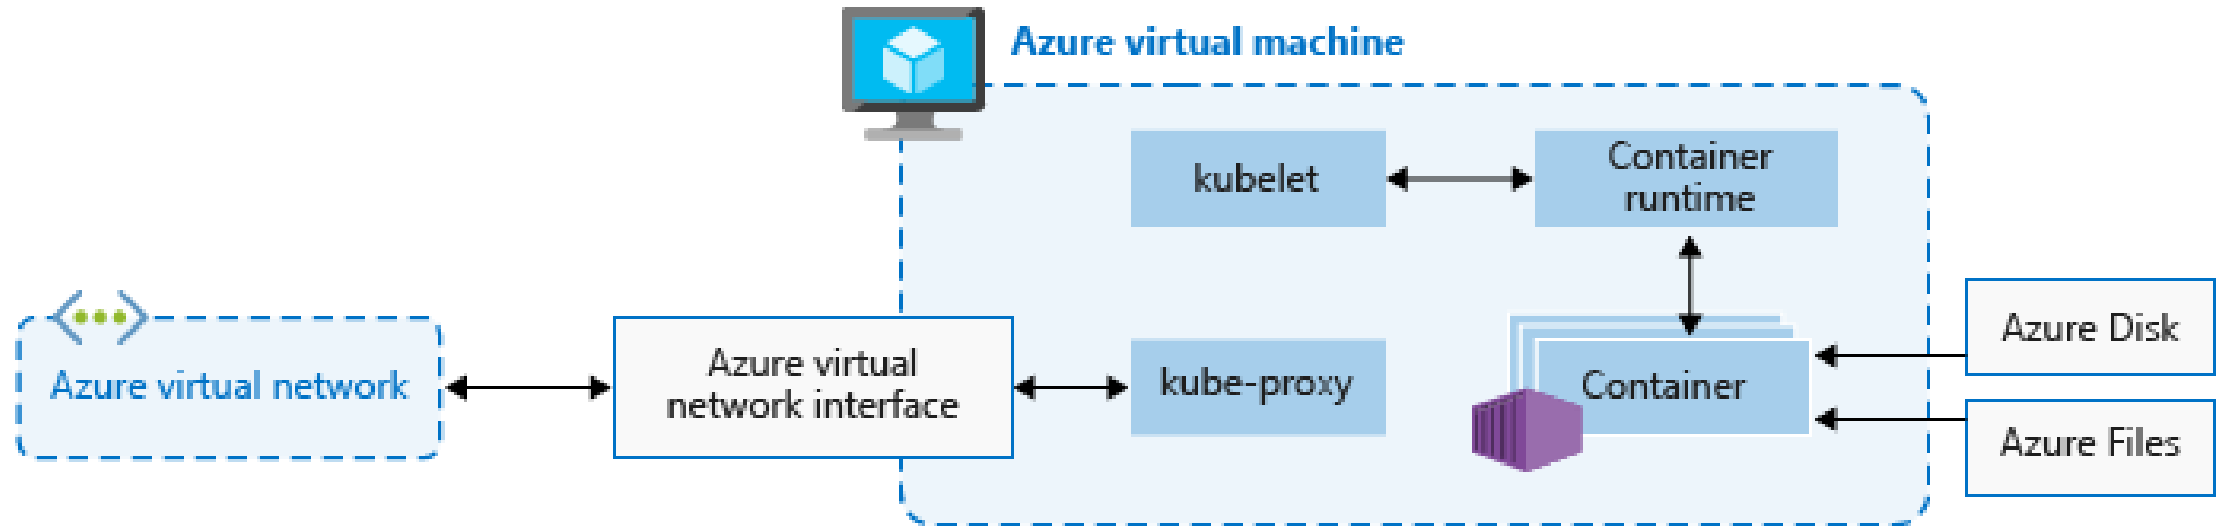 Azure virtual machine
kubelet
Container
runtime
Azure virtual network
Azure virtual
network interface
kube-proxy
Container
Azure Disk
Azure Files